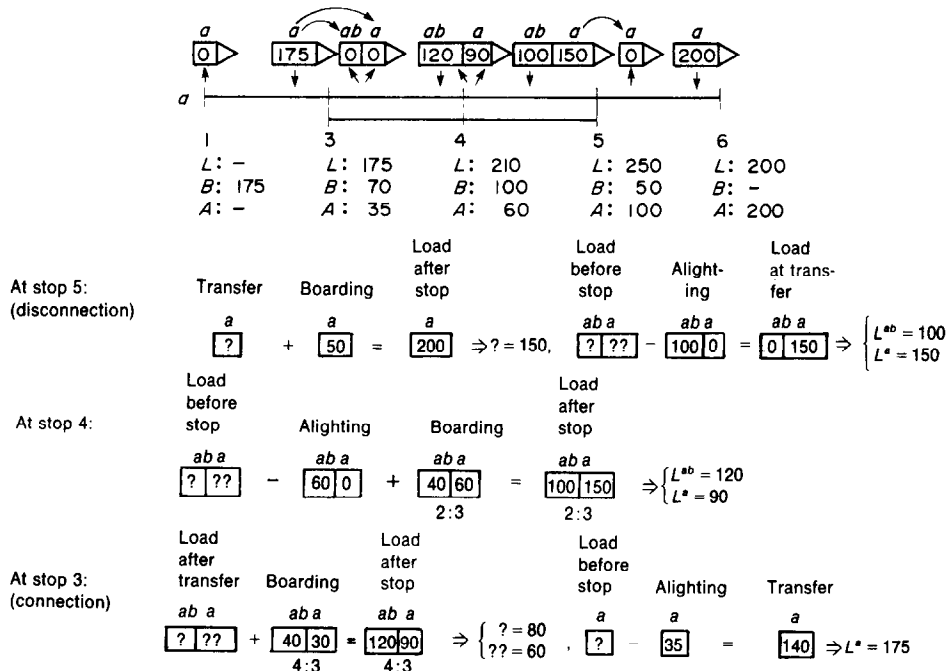 a ab a ab a ab a a a
0 175 0 0 120 90 100 150 0 200
a
1 3 4 5 6
L: – L: 175 L: 210 L: 250 L: 200
B: 175 B: 70 B: 100 B: 50 B: –
A: – A: 35 A: 60 A: 100 A: 200
At stop 5:
(disconnection)
Transfer Boarding Load after stop Load before stop Alight-ing Load at trans-fer
a a a ab a ab a ab a
? + 50 = 200 ⇒ ? = 150, ? ?? – 100 0 = 0 150 ⇒ { L^ab = 100
L^a = 150
At stop 4:
Load before stop Alighting Boarding Load after stop
ab a ab a ab a ab a
? ?? – 60 0 + 40 60 = 100 150 ⇒ { L^ab = 120
L^a = 90
2:3 2:3
At stop 3:
(connection)
Load after transfer Boarding Load after stop Load before stop Alighting Transfer
ab a ab a ab a a a a
? ?? + 40 30 = 120 90 ⇒ { ? = 80
?? = 60 , ? – 35 = 140 ⇒ L^a = 175
4:3 4:3